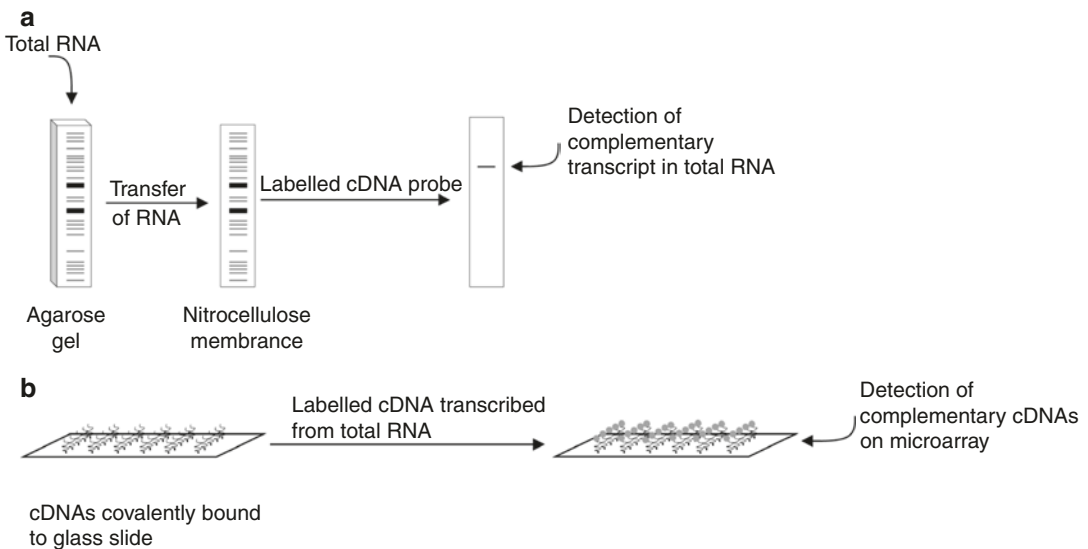 a
Total RNA
Transfer
of RNA
Labelled cDNA probe
Detection of
complementary
transcript in total RNA
Agarose
gel
Nitrocellulose
membrance
b
Labelled cDNA transcribed
from total RNA
Detection of
complementary cDNAs
on microarray
cDNAs covalently bound
to glass slide